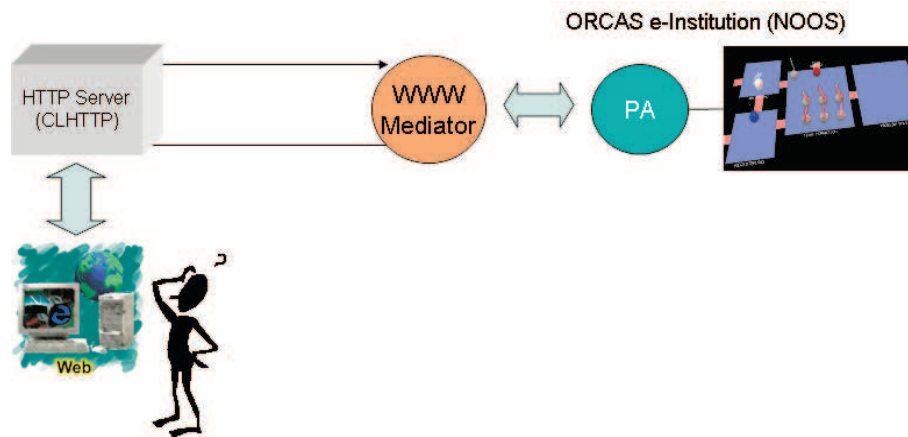 ORCAS e-Institution (NOOS)
HTTP Server
(CLHTTP)
WWW
Mediator
PA
Web